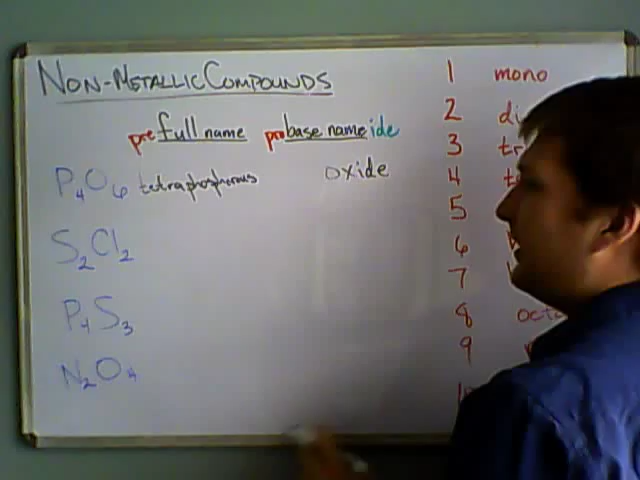 NON-METALLIC COMPOUNDS
pre full name pre base name ide
P4O6 tetraphosphorus oxide
S2Cl2
P4S3
N2O4
1 mono
2 di
3 tr
4 t
5
6
7
8 octa
9